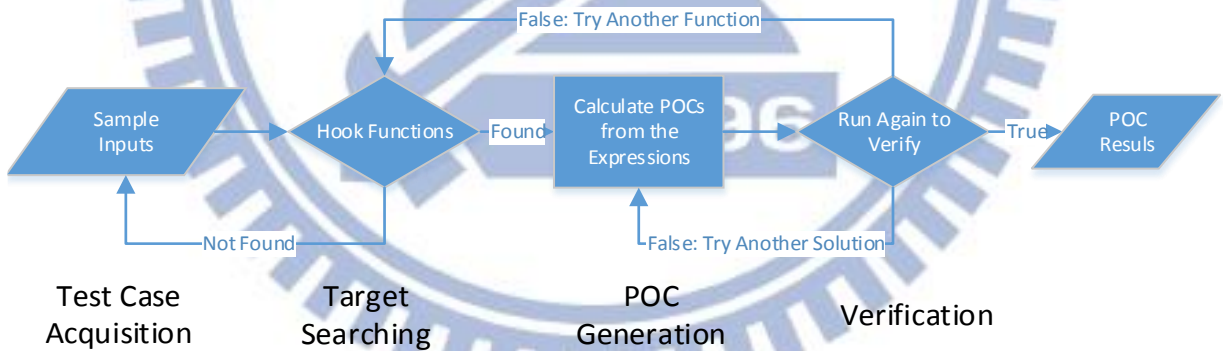 False: Try Another Function
Sample
Inputs
Hook Functions
Found
Calculate POCs
from the
Expressions
Run Again to
Verify
True
POC
Resuls
Not Found
False: Try Another Solution
Test Case
Acquisition
Target
Searching
POC
Generation
Verification
96